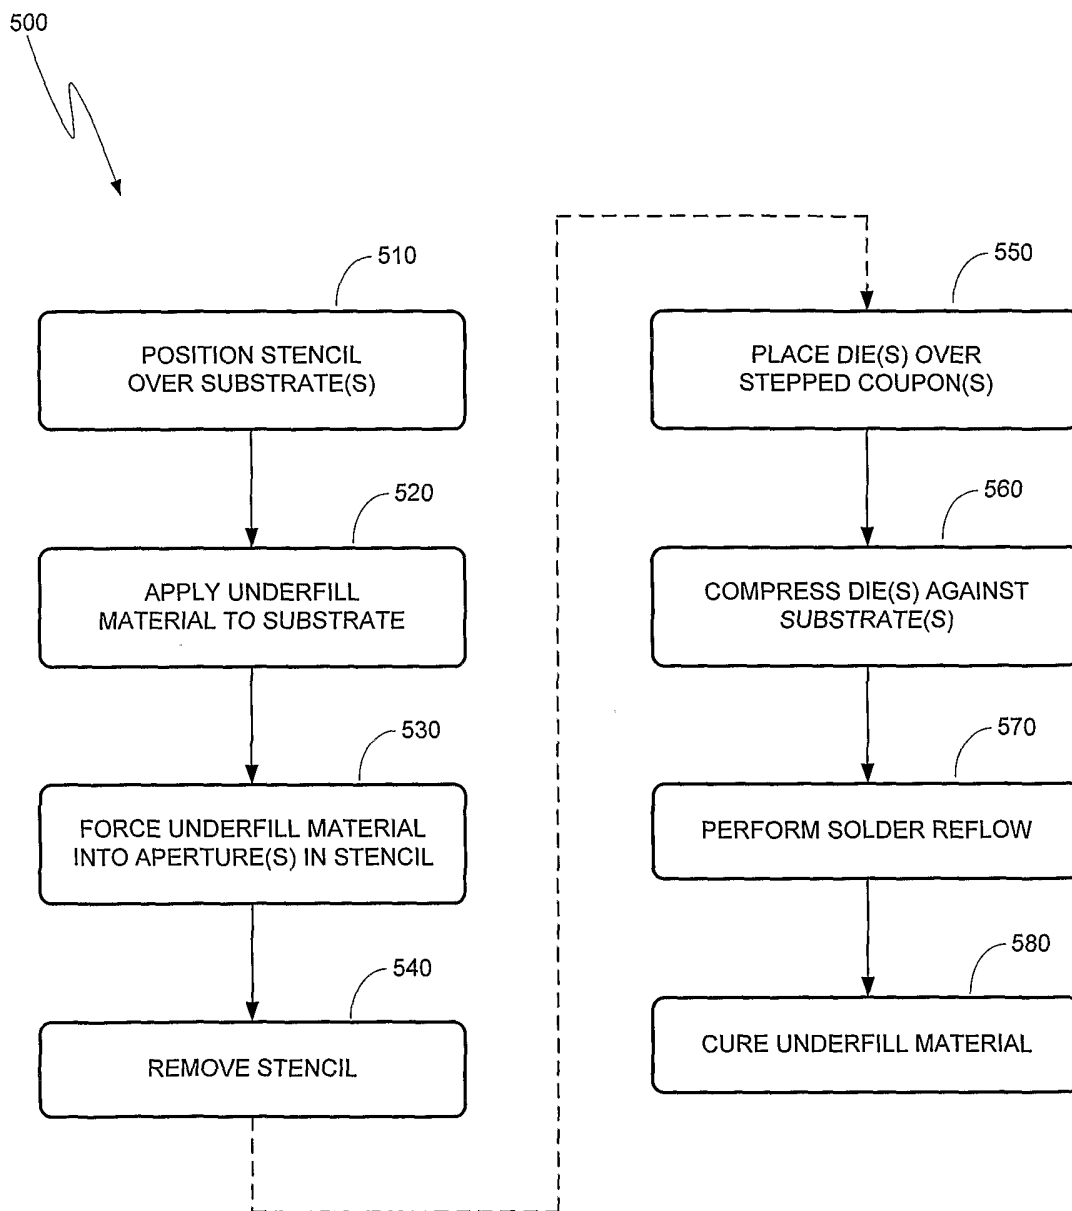 500
510
POSITION STENCIL
OVER SUBSTRATE(S)
520
APPLY UNDERFILL
MATERIAL TO SUBSTRATE
530
FORCE UNDERFILL MATERIAL
INTO APERTURE(S) IN STENCIL
540
REMOVE STENCIL
550
PLACE DIE(S) OVER
STEPPED COUPON(S)
560
COMPRESS DIE(S) AGAINST
SUBSTRATE(S)
570
PERFORM SOLDER REFLOW
580
CURE UNDERFILL MATERIAL